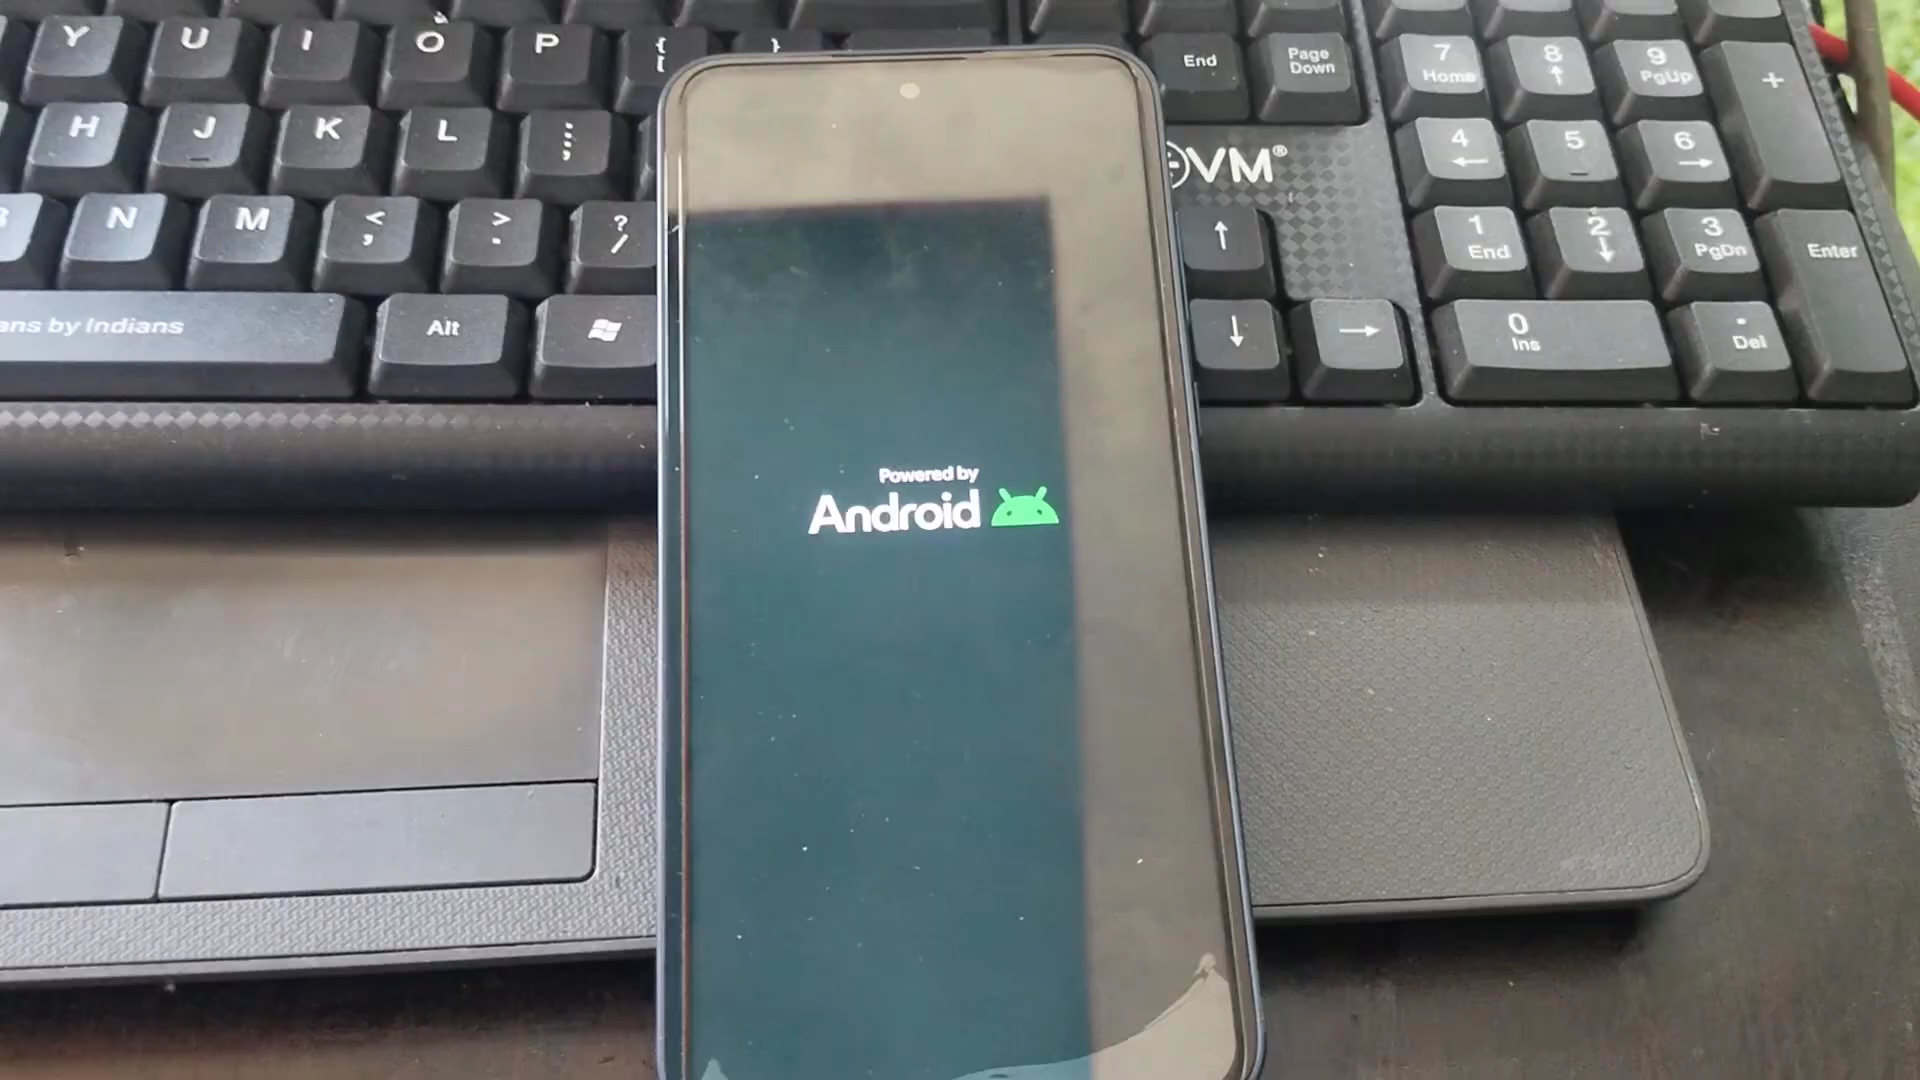 Y U I O P { [ } End Page Down 7 Home 8 ↑ 9 PgUp +
H J K L : ; VM® 4 ← 5 6 →
N M < , > . ? / ↑ 1 End 2 ↓ 3 PgDn Enter
ans by Indians Alt ↓ → 0 Ins . Del
Powered by
Android